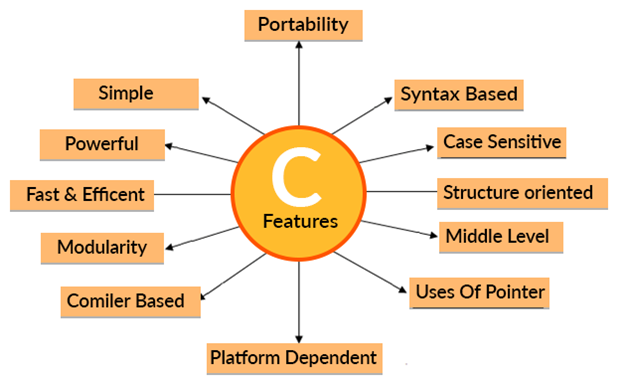 Portability
Simple
Syntax Based
Powerful
Case Sensitive
C
Features
Fast & Efficent
Structure oriented
Modularity
Middle Level
Comiler Based
Uses Of Pointer
Platform Dependent